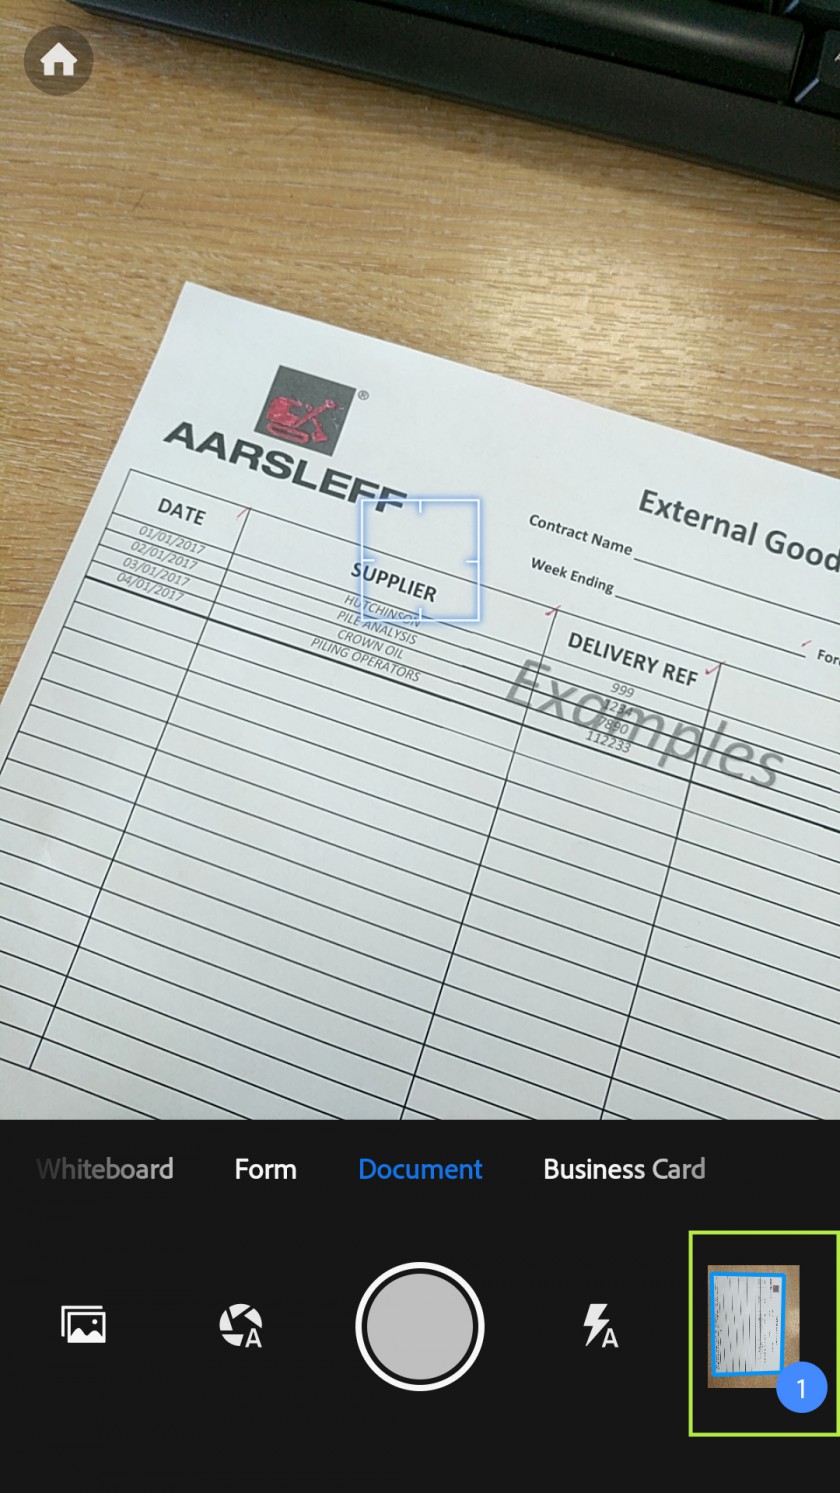 ®
AARSLEFF
External Good
Contract Name
Week Ending
For
DATE
SUPPLIER
DELIVERY REF
01/01/2017
HUTCHINSON
999
02/01/2017
PILE ANALYSIS
1234
03/01/2017
CROWN OIL
7890
04/01/2017
PILING OPERATORS
112233
Examples
Whiteboard
Form
Document
Business Card
A
A
1